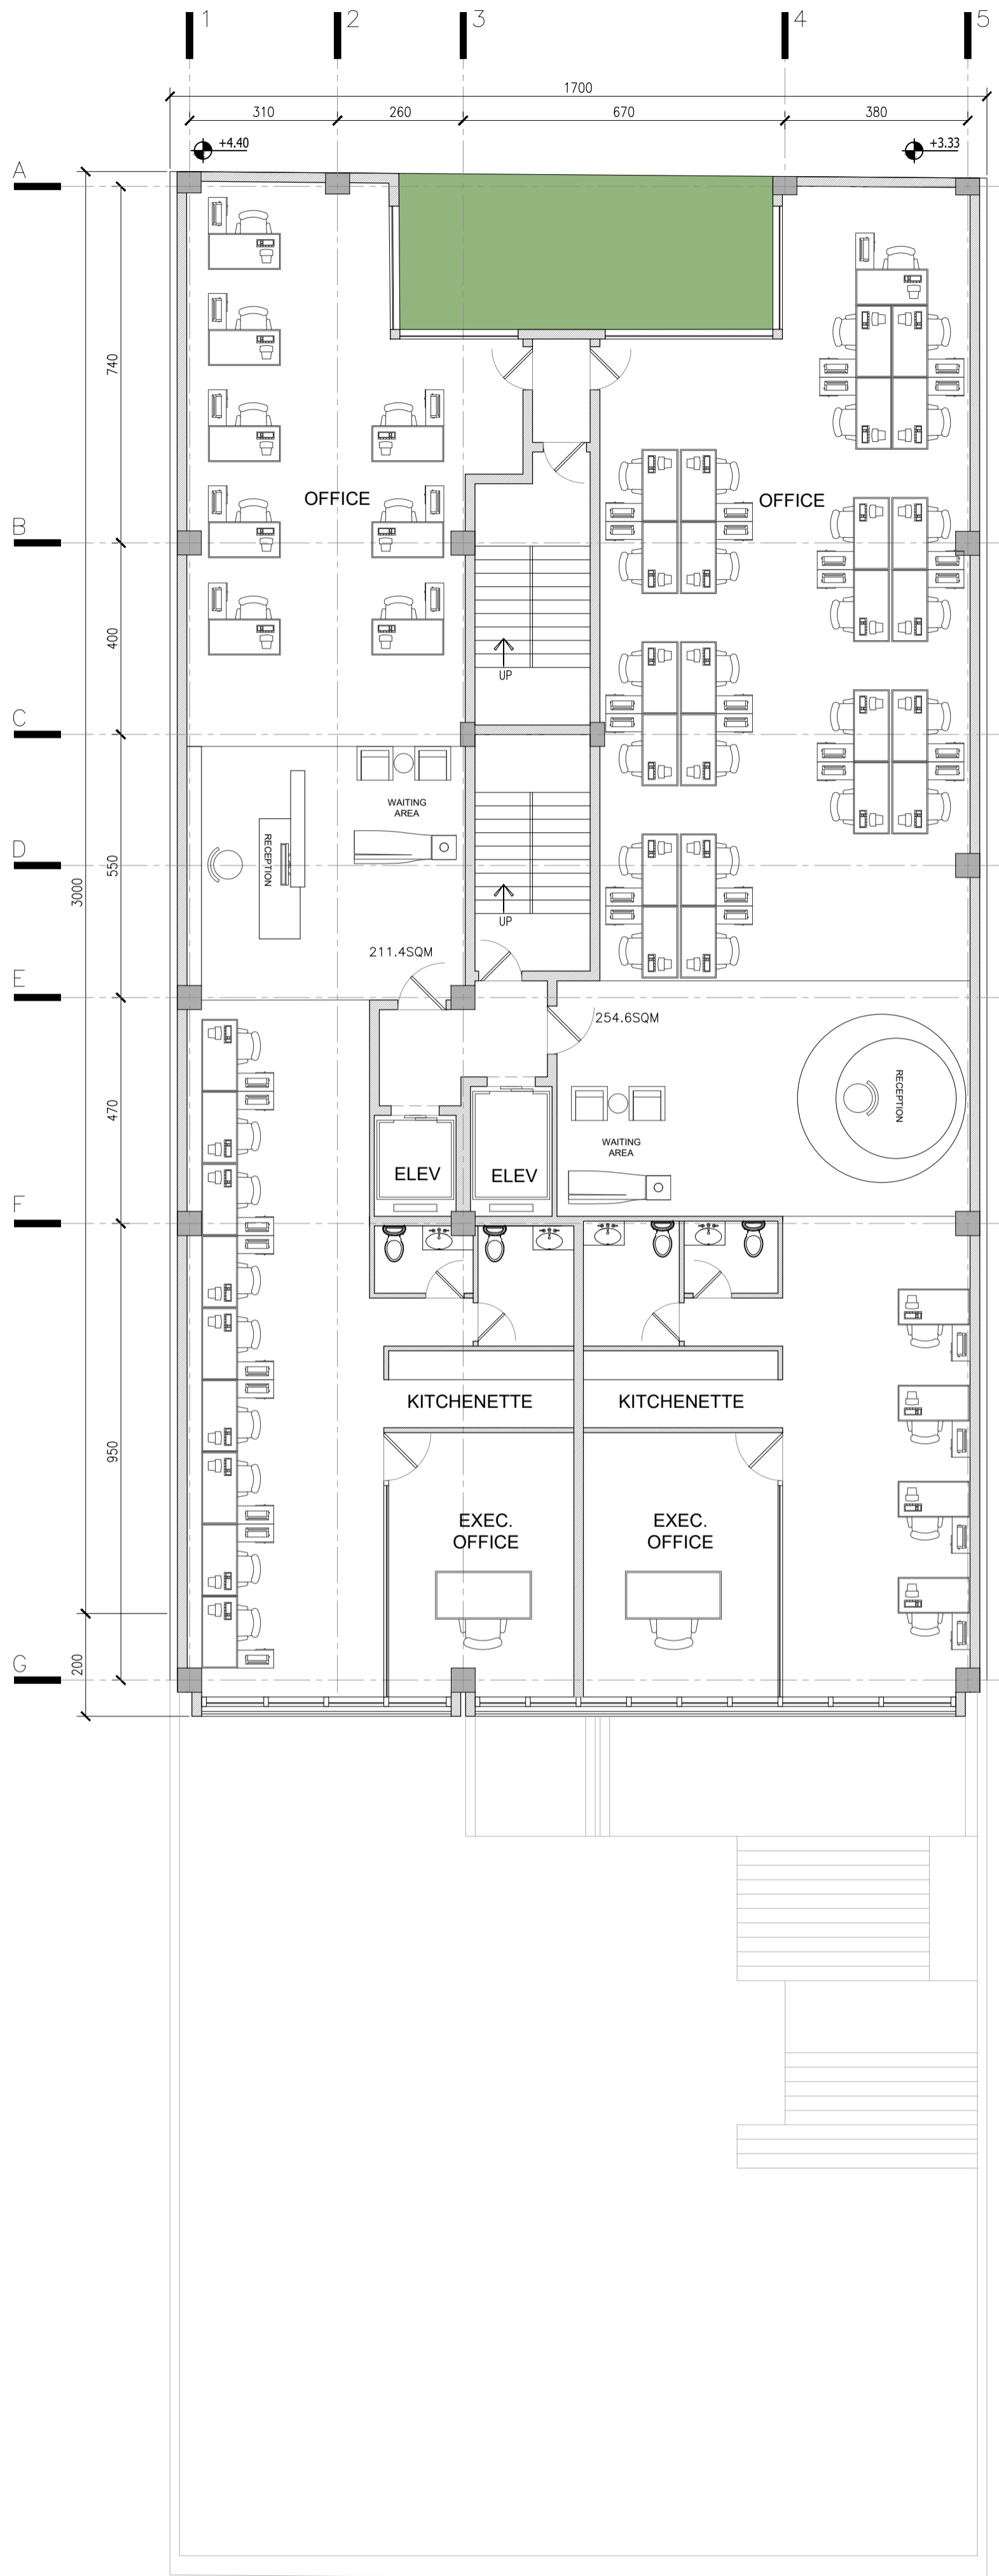 1 2 3 4 5
1700
310 260 670 380
+4.40 +3.33
A
740
OFFICE OFFICE
B
400
UP
C
WAITING
AREA
RECEPTION
D
550
3000
UP
211.4SQM
E
254.6SQM
RECEPTION
470
WAITING
AREA
ELEV ELEV
F
KITCHENETTE KITCHENETTE
950
EXEC.
OFFICE
EXEC.
OFFICE
G
200